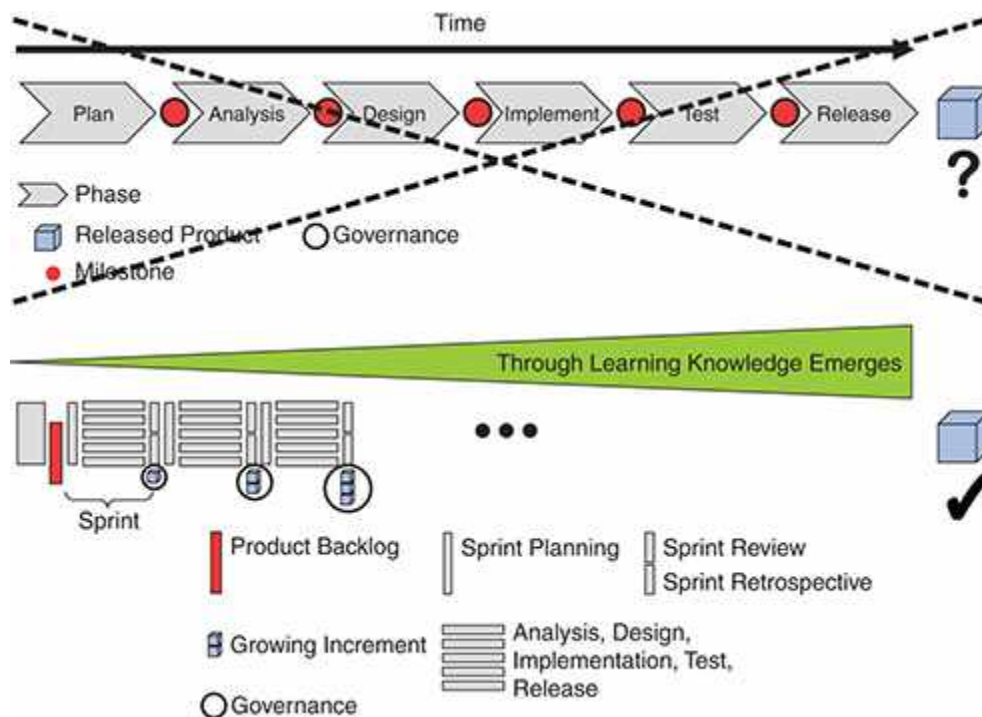 Time
Plan
Analysis
Design
Implement
Test
Release
?
Phase
Released Product
Governance
Milestone
Through Learning Knowledge Emerges
Sprint
Product Backlog
Sprint Planning
Sprint Review
Sprint Retrospective
Growing Increment
Analysis, Design,
Implementation, Test,
Release
Governance